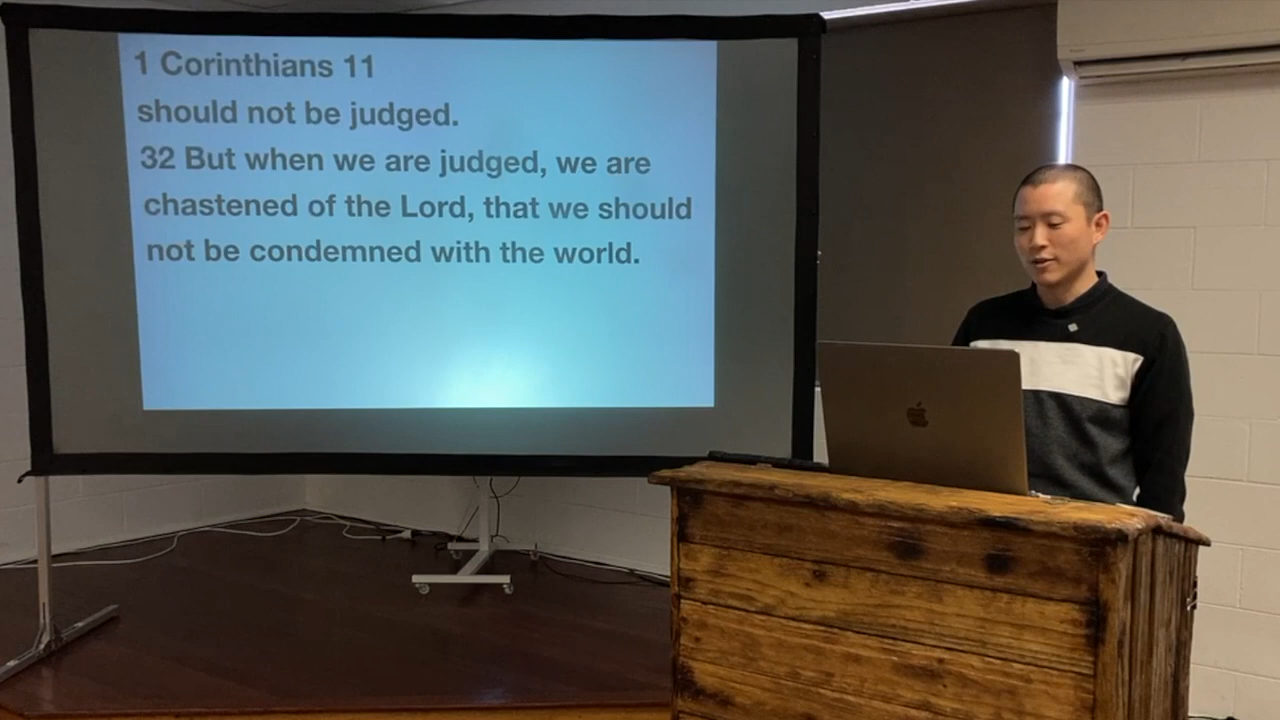 1 Corinthians 11
should not be judged.
32 But when we are judged, we are
chastened of the Lord, that we should
not be condemned with the world.